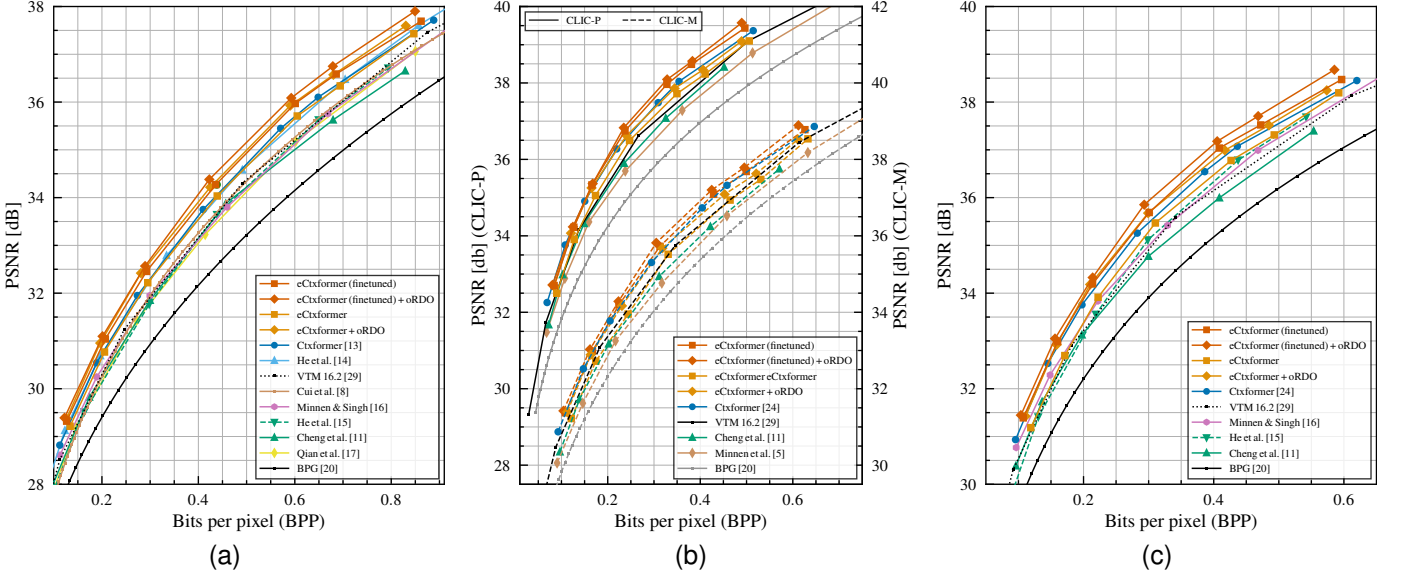 38
36
34
32
30
28
0.2
0.4
0.6
0.8
PSNR [dB]
Bits per pixel (BPP)
eCtxformer (finetuned)
eCtxformer (finetuned) + oRDO
eCtxformer
eCtxformer + oRDO
Ctxformer [13]
He et al. [14]
VTM 16.2 [29]
Cui et al. [8]
Minnen & Singh [16]
He et al. [15]
Cheng et al. [11]
Qian et al. [17]
BPG [20]
(a)
CLIC-P
CLIC-M
40
38
36
34
32
30
28
PSNR [db] (CLIC-P)
42
40
38
36
34
32
30
PSNR [db] (CLIC-M)
0.1
0.2
0.3
0.4
0.5
0.6
0.7
Bits per pixel (BPP)
eCtxformer (finetuned)
eCtxformer (finetuned) + oRDO
eCtxformer eCtxformer
eCtxformer + oRDO
Ctxformer [24]
VTM 16.2 [29]
Cheng et al. [11]
Minnen et al. [5]
BPG [20]
(b)
40
38
36
34
32
30
PSNR [dB]
0.2
0.4
0.6
Bits per pixel (BPP)
eCtxformer (finetuned)
eCtxformer (finetuned) + oRDO
eCtxformer
eCtxformer + oRDO
Ctxformer [24]
VTM 16.2 [29]
Minnen & Singh [16]
He et al. [15]
Cheng et al. [11]
BPG [20]
(c)